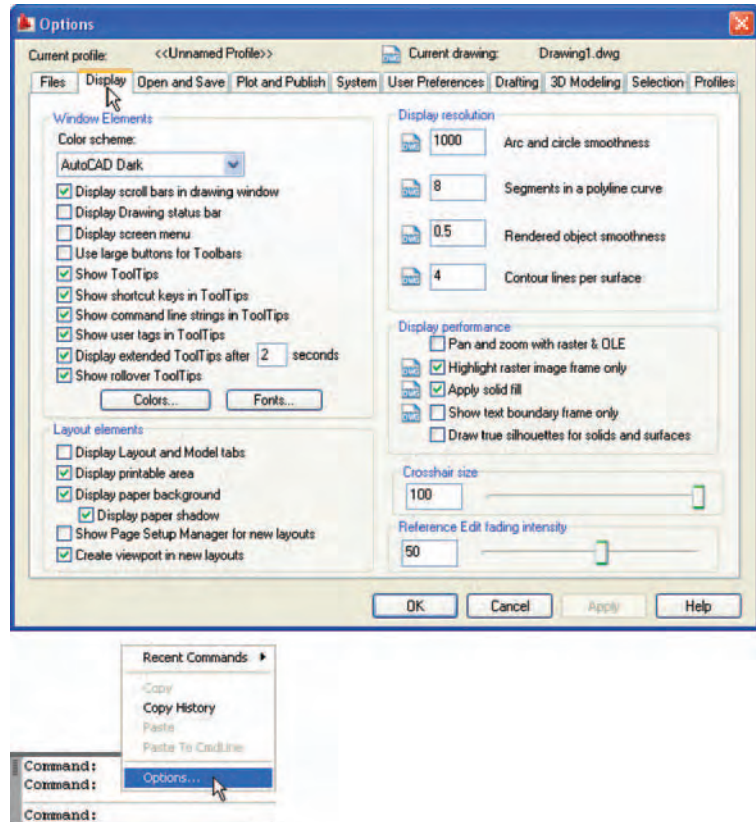 Options
Current profile: <<Unnamed Profile>> Current drawing: Drawing1.dwg
Files Display Open and Save Plot and Publish System User Preferences Drafting 3D Modeling Selection Profiles
Window Elements
Color scheme:
AutoCAD Dark
Display scroll bars in drawing window
Display Drawing status bar
Display screen menu
Use large buttons for Toolbars
Show ToolTips
Show shortcut keys in ToolTips
Show command line strings in ToolTips
Show user tags in ToolTips
Display extended ToolTips after 2 seconds
Show rollover ToolTips
Colors... Fonts...
Layout elements
Display Layout and Model tabs
Display printable area
Display paper background
Display paper shadow
Show Page Setup Manager for new layouts
Create viewport in new layouts
Display resolution
1000 Arc and circle smoothness
8 Segments in a polyline curve
0.5 Rendered object smoothness
4 Contour lines per surface
Display performance
Pan and zoom with raster & OLE
Highlight raster image frame only
Apply solid fill
Show text boundary frame only
Draw true silhouettes for solids and surfaces
Crosshair size
100
Reference Edit fading intensity
50
OK Cancel Apply Help
Recent Commands
Copy
Copy History
Paste
Paste To CmdLine
Options...
Command:
Command:
Command: